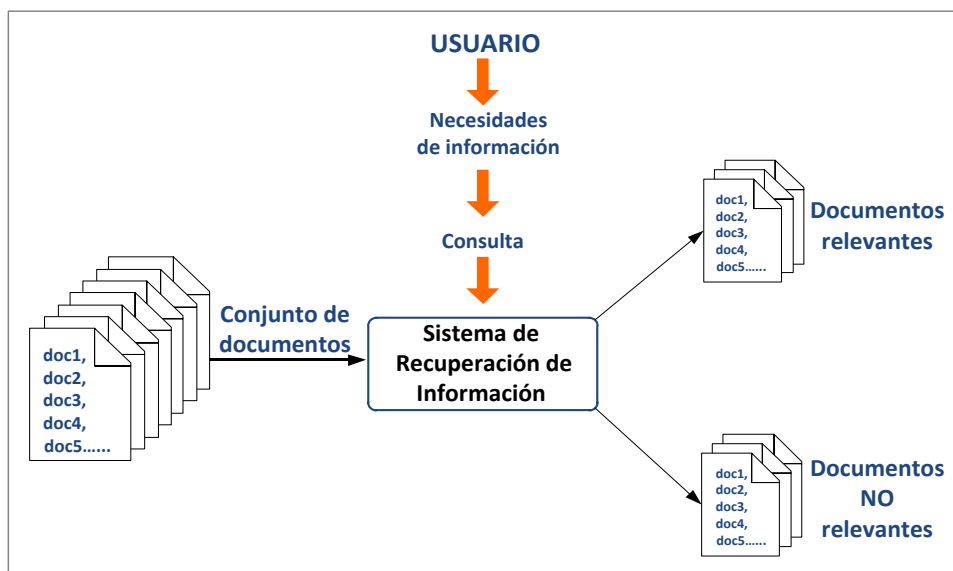 USUARIO
Necesidades
de información
Consulta
Conjunto de
documentos
doc1,
doc2,
doc3,
doc4,
doc5…...
Sistema de
Recuperación de
Información
doc1,
doc2,
doc3,
doc4,
doc5…...
Documentos
relevantes
doc1,
doc2,
doc3,
doc4,
doc5…...
Documentos
NO
relevantes